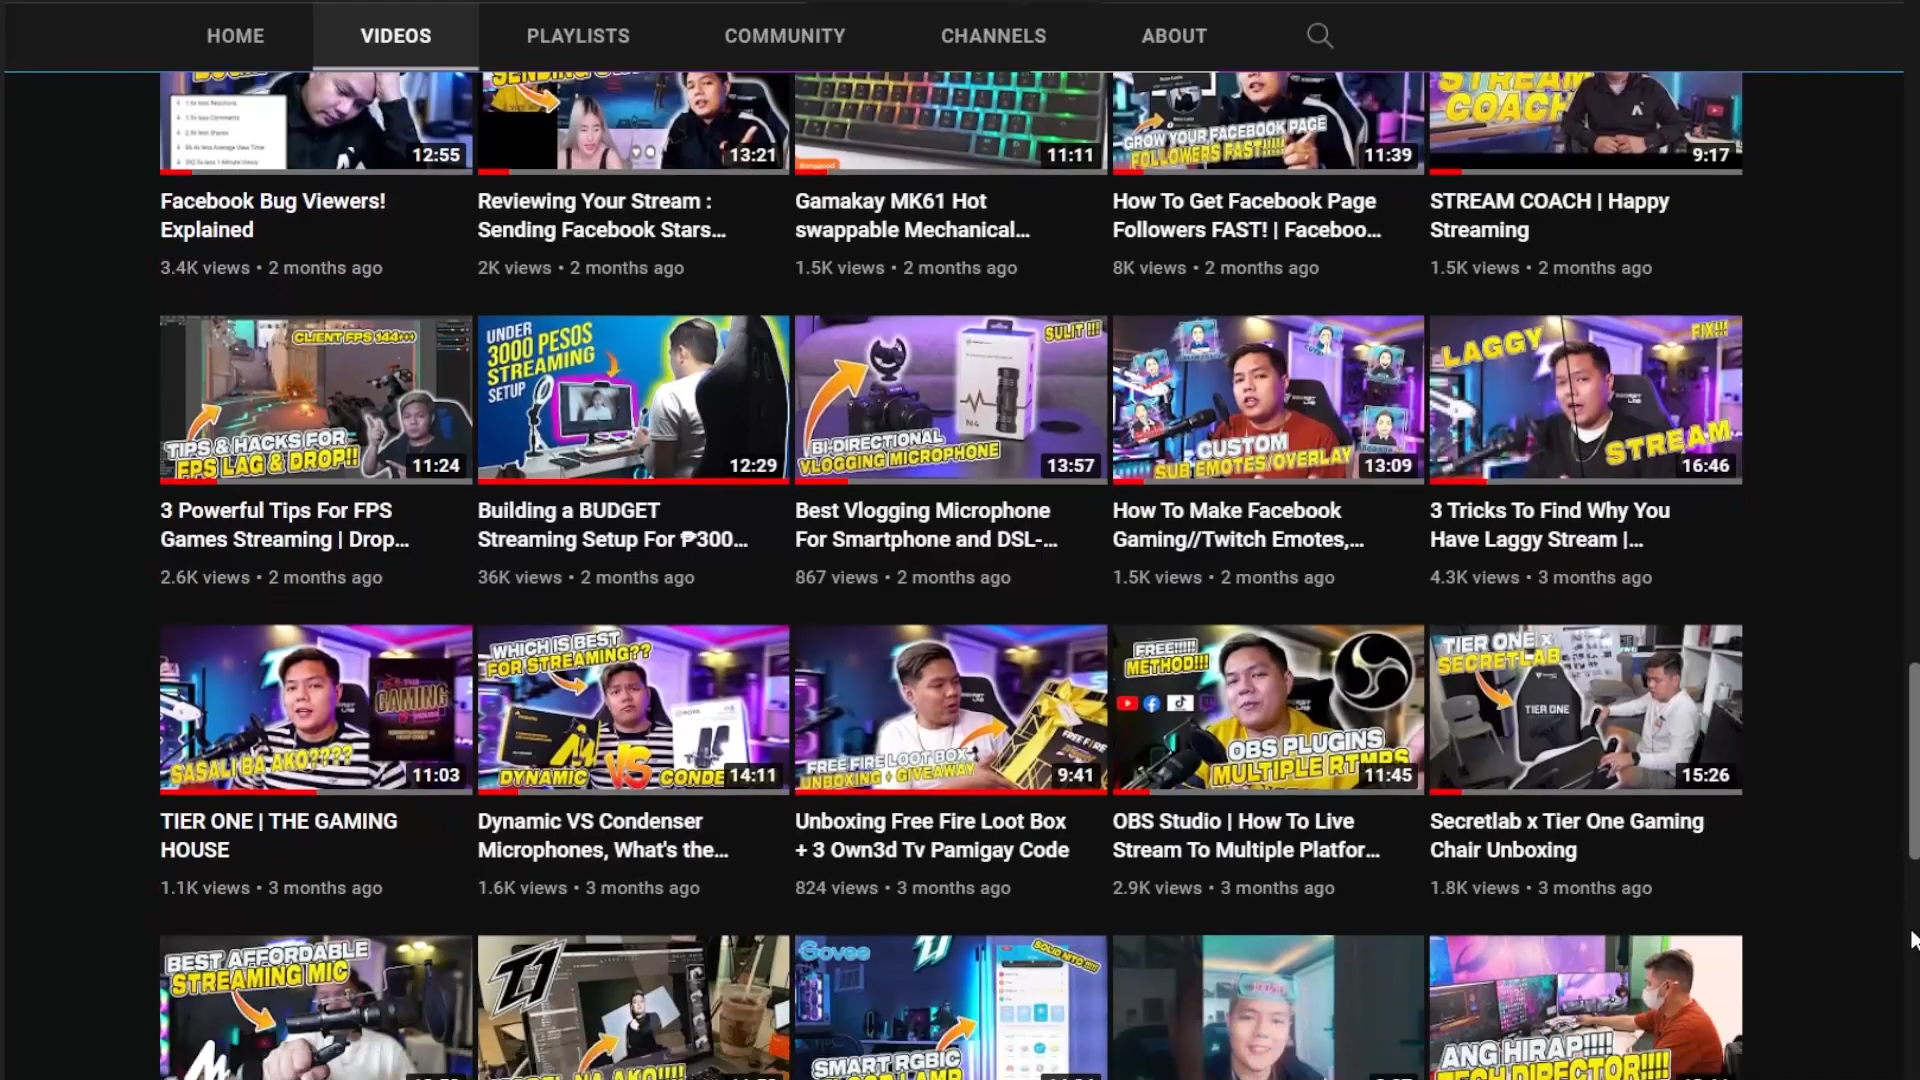 HOME
VIDEOS
PLAYLISTS
COMMUNITY
CHANNELS
ABOUT
12:55
13:21
11:11
GROW YOUR FACEBOOK PAGE
FOLLOWERS FAST!!!!!
11:39
STREAM
COACH
9:17
Facebook Bug Viewers!
Explained
3.4K views • 2 months ago
Reviewing Your Stream :
Sending Facebook Stars...
2K views • 2 months ago
Gamakay MK61 Hot
swappable Mechanical...
1.5K views • 2 months ago
How To Get Facebook Page
Followers FAST! | Faceboo...
8K views • 2 months ago
STREAM COACH | Happy
Streaming
1.5K views • 2 months ago
CLIENT FPS 144+++
TIPS & HACKS FOR
FPS LAG & DROP!!
11:24
UNDER
3000 PESOS
STREAMING
SETUP
12:29
SULIT !!!
BI-DIRECTIONAL
VLOGGING MICROPHONE
13:57
CUSTOM
SUB EMOTES/OVERLAY
13:09
LAGGY
FIX!!!
STREAM
16:46
3 Powerful Tips For FPS
Games Streaming | Drop...
2.6K views • 2 months ago
Building a BUDGET
Streaming Setup For ₱300...
36K views • 2 months ago
Best Vlogging Microphone
For Smartphone and DSL-...
867 views • 2 months ago
How To Make Facebook
Gaming//Twitch Emotes,...
1.5K views • 2 months ago
3 Tricks To Find Why You
Have Laggy Stream |...
4.3K views • 3 months ago
GAMING
SASALI BA AKO????
11:03
WHICH IS BEST
FOR STREAMING??
DYNAMIC VS CONDE
14:11
FREE FIRE LOOT BOX
UNBOXING + GIVEAWAY
FREE FIRE
9:41
FREE!!!!!
METHOD!!!
OBS PLUGINS
MULTIPLE RTMPS
11:45
TIER ONE x
SECRETLAB
TIER ONE
15:26
TIER ONE | THE GAMING
HOUSE
1.1K views • 3 months ago
Dynamic VS Condenser
Microphones, What's the...
1.6K views • 3 months ago
Unboxing Free Fire Loot Box
+ 3 Own3d Tv Pamigay Code
824 views • 3 months ago
OBS Studio | How To Live
Stream To Multiple Platfor...
2.9K views • 3 months ago
Secretlab x Tier One Gaming
Chair Unboxing
1.8K views • 3 months ago
BEST AFFORDABLE
STREAMING MIC
T1
NA AKO!!!!
Govee
SOLID NITO !!!!
SMART RGBIC
ANG HIRAP!!!!
TECH DIRECTOR!!!!